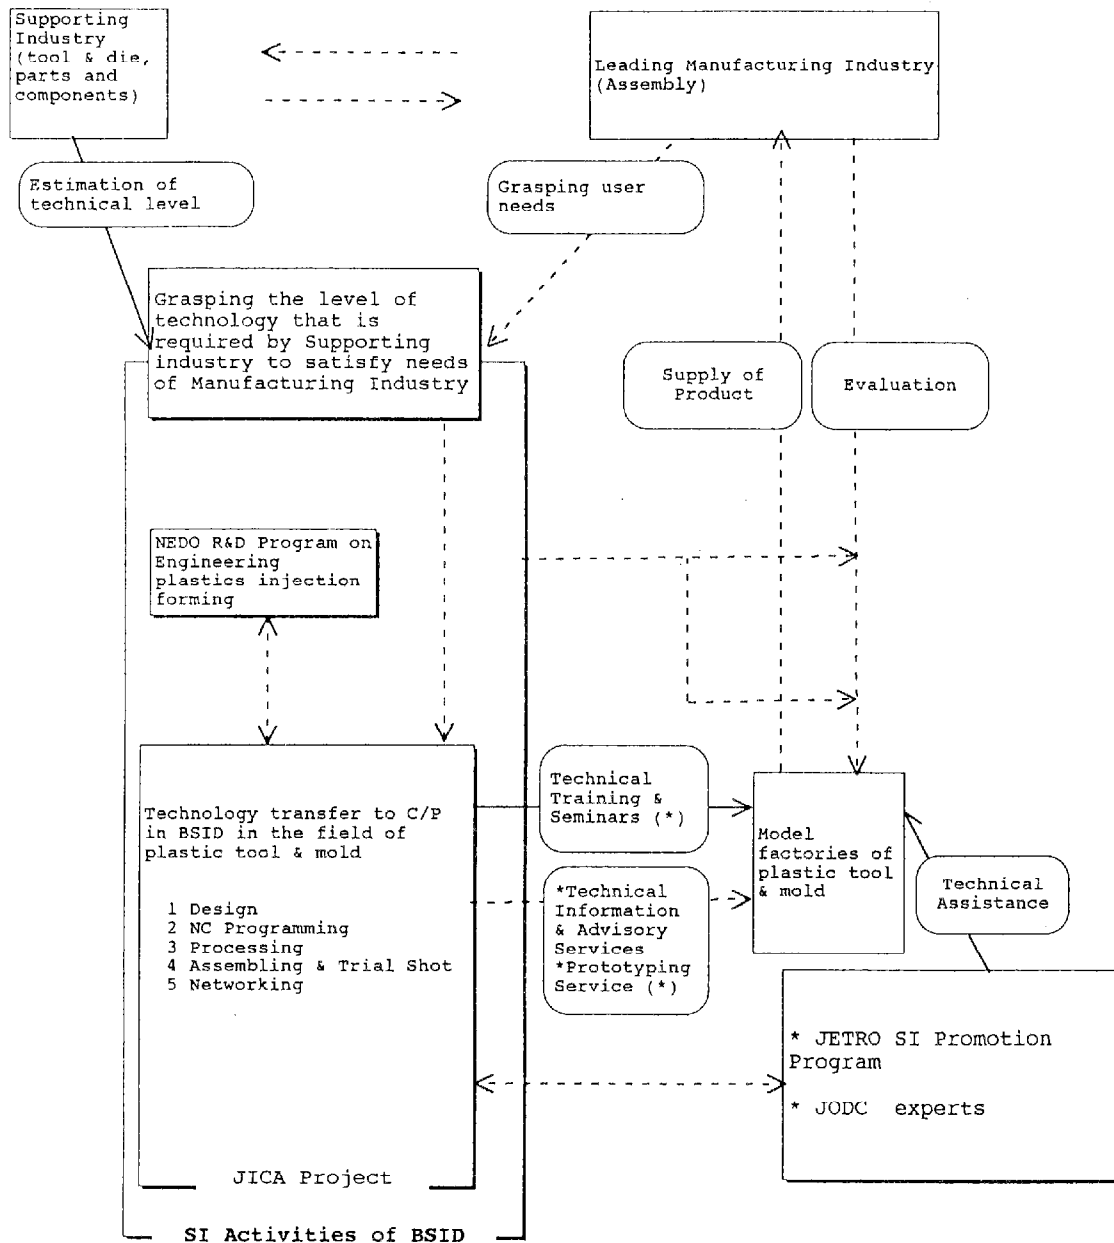 Supporting
Industry
(tool & die,
parts and
components)
Leading Manufacturing Industry
(Assembly)
Estimation of
technical level
Grasping user
needs
Grasping the level of
technology that is
required by Supporting
industry to satisfy needs
of Manufacturing Industry
Supply of
Product
Evaluation
NEDO R&D Program on
Engineering
plastics injection
forming
Technology transfer to C/P
in BSID in the field of
plastic tool & mold
1 Design
2 NC Programming
3 Processing
4 Assembling & Trial Shot
5 Networking
Technical
Training &
Seminars (*)
*Technical
Information
& Advisory
Services
*Prototyping
Service (*)
Model
factories of
plastic tool
& mold
Technical
Assistance
* JETRO SI Promotion
Program
* JODC experts
JICA Project
SI Activities of BSID